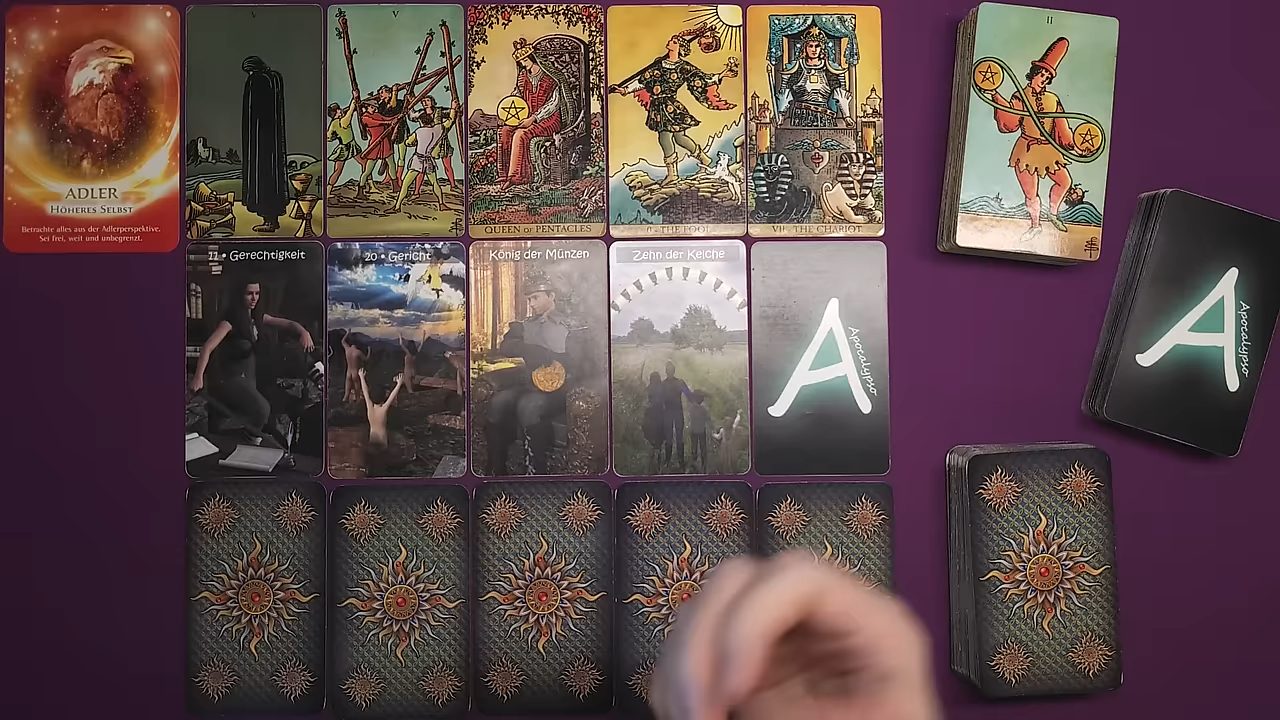 ADLER
HÖHERES SELBST
Betrachte alles aus der Adlerperspektive.
Sei frei, weit und unbegrenzt.
V
V
QUEEN of PENTACLES
0 · THE FOOL
VII. THE CHARIOT
II
11 • Gerechtigkeit
20 • Gericht
König der Münzen
Zehn der Kelche
A
Apocalypso
A
Apocalypso